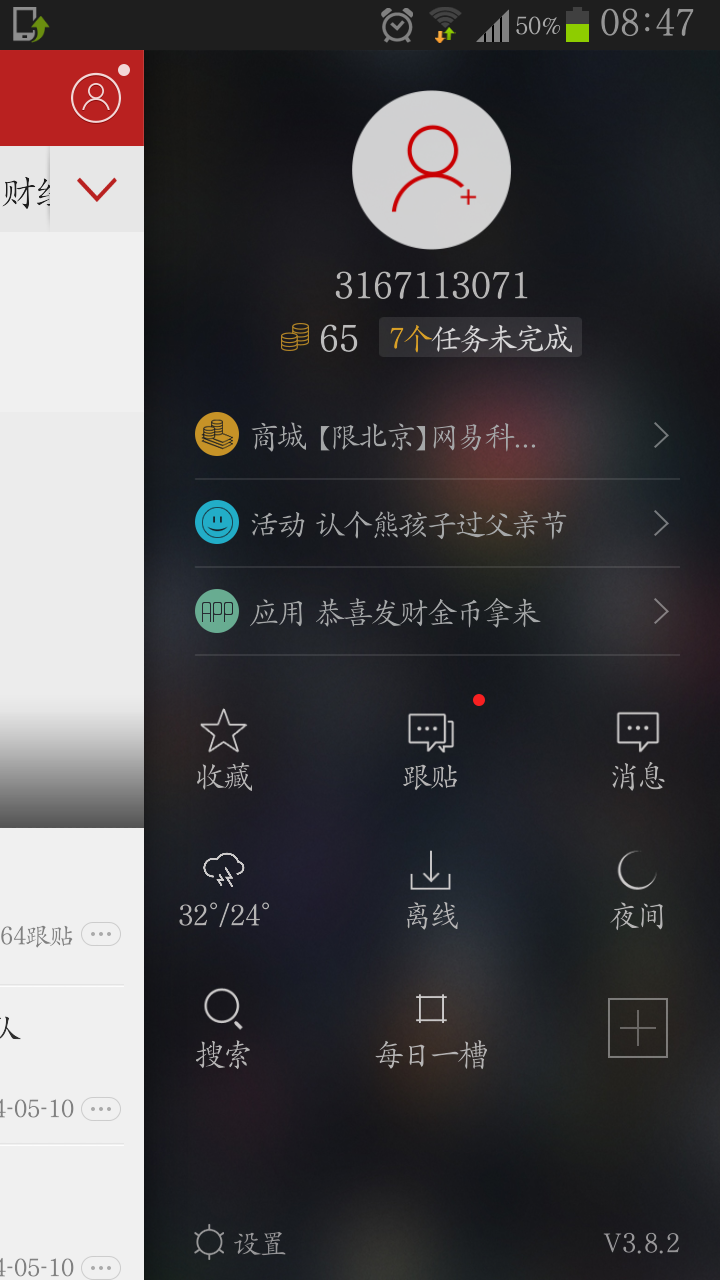 50% 08:47
财经
3167113071
65 7个任务未完成
商城【限北京】网易科...
活动 认个熊孩子过父亲节
APP 应用 恭喜发财金币拿来
收藏 跟贴 消息
64跟贴
32°/24° 离线 夜间
队
搜索 每日一槽
4-05-10
设置 V3.8.2
4-05-10